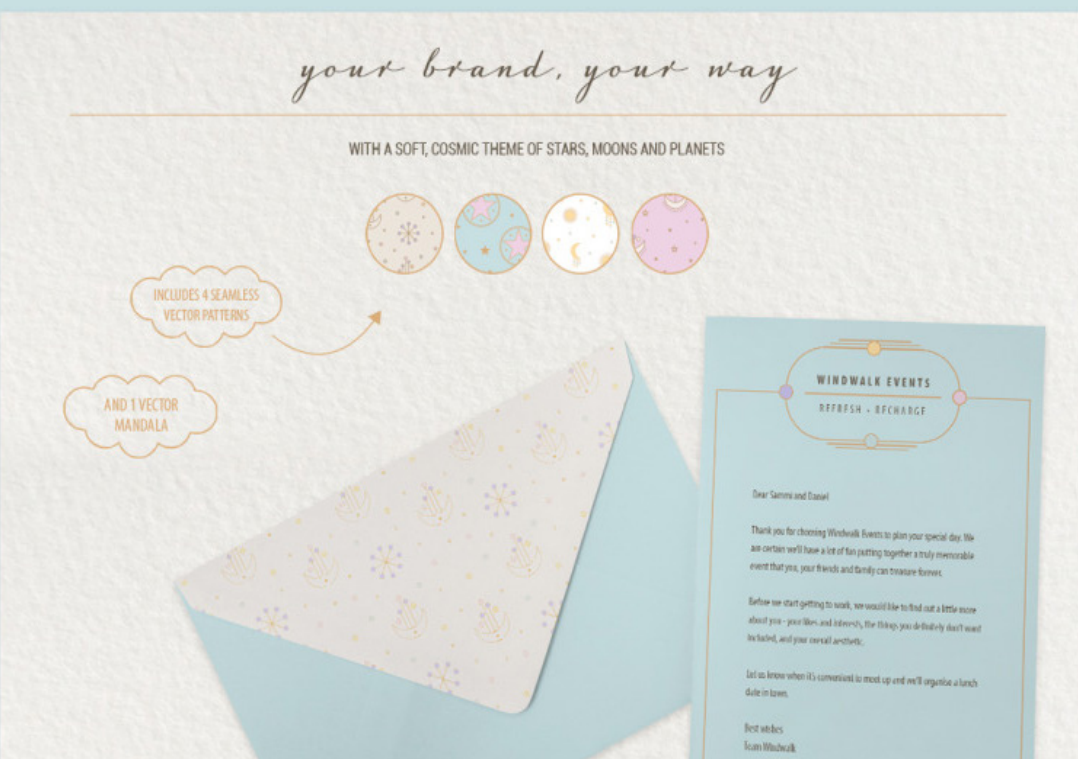 your brand, your way
WITH A SOFT, COSMIC THEME OF STARS, MOONS AND PLANETS
INCLUDES 4 SEAMLESS
VECTOR PATTERNS
AND 1 VECTOR
MANDALA
WINDWALK EVENTS
REFRESH - RECHARGE
Dear Sammi and Daniel
Thank you for choosing Windwalk Events to plan your special day. We
are certain we'll have a lot of fun putting together a truly memorable
event that you, your friends and family can treasure forever.
Before we start getting to work, we would like to find out a little more
about you - your likes and interests, the things you definitely don't want
included, and your overall aesthetic.
Let us know when it's convenient to meet up and we'll organise a lunch
date in town.
Best wishes
Team Windwalk